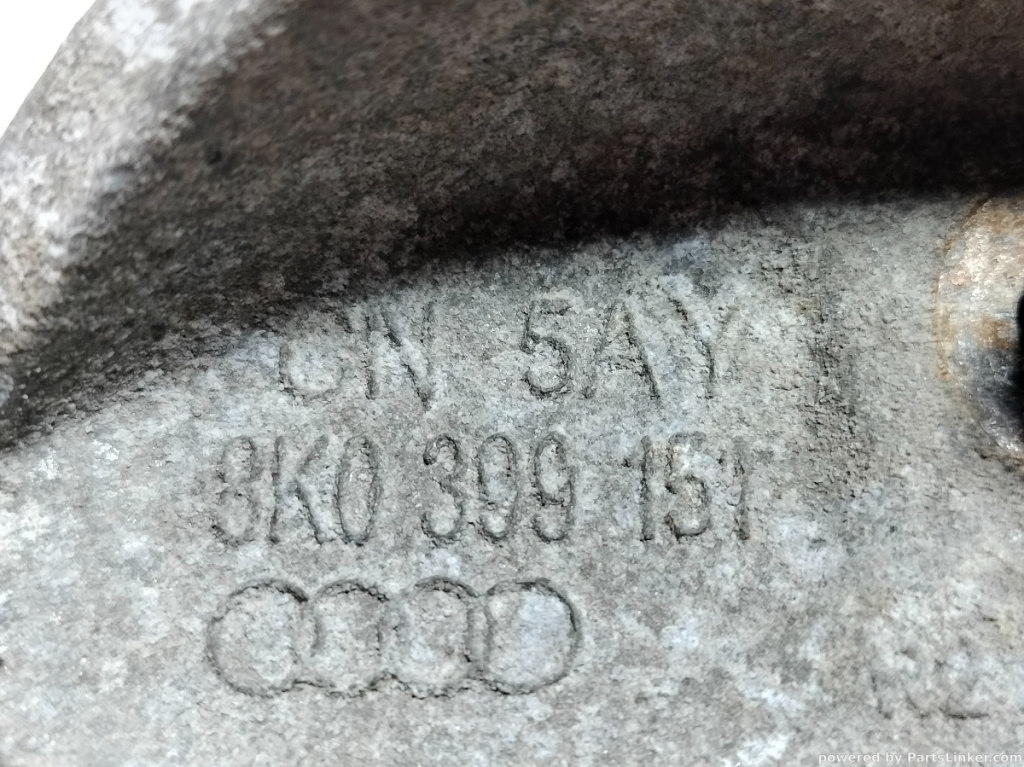 CN 5AY
8K0 399 151
powered by PartsLinker.com